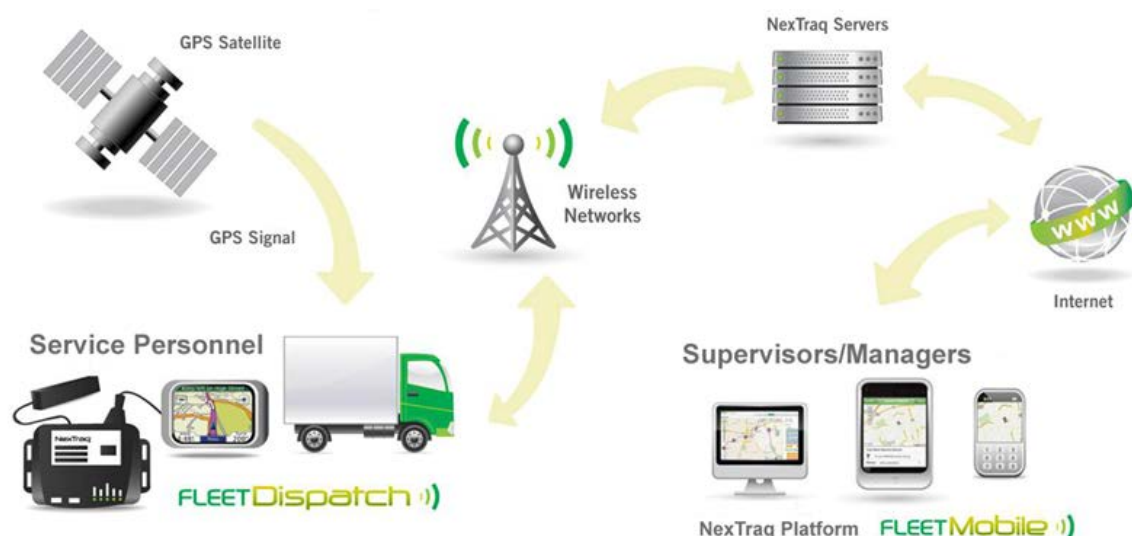 GPS Satellite
NexTraq Servers
Wireless
Networks
GPS Signal
www
Internet
Service Personnel
Supervisors/Managers
NexTraq
FLEETDispatch
NexTraq Platform
FLEETMobile